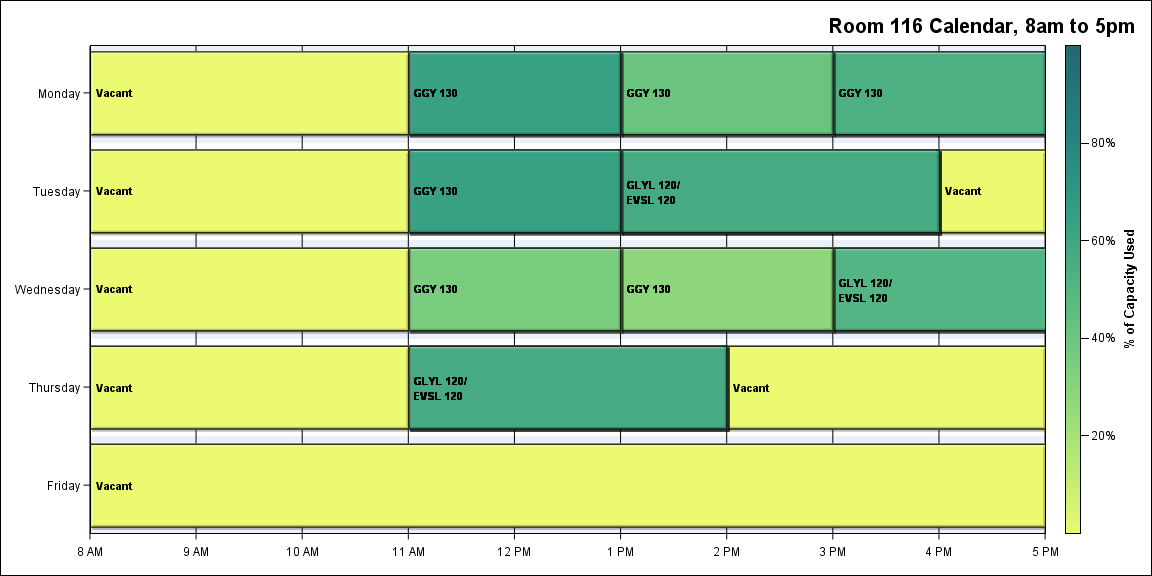 Room 116 Calendar, 8am to 5pm
Monday
Vacant
GGY 130
GGY 130
GGY 130
Tuesday
Vacant
GGY 130
GLYL 120/
EVSL 120
Vacant
Wednesday
Vacant
GGY 130
GGY 130
GLYL 120/
EVSL 120
Thursday
Vacant
GLYL 120/
EVSL 120
Vacant
Friday
Vacant
8 AM 9 AM 10 AM 11 AM 12 PM 1 PM 2 PM 3 PM 4 PM 5 PM
80%
60%
40%
20%
% of Capacity Used